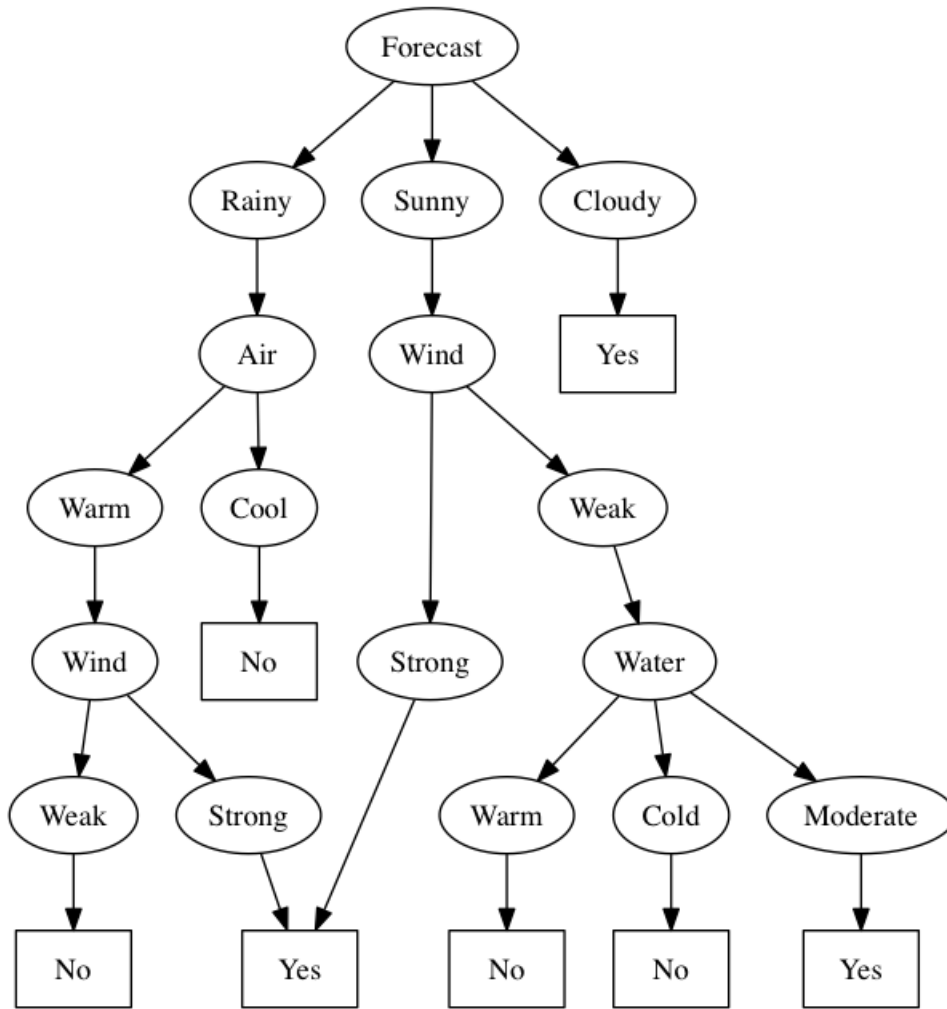 Forecast
Rainy
Sunny
Cloudy
Air
Wind
Yes
Warm
Cool
Weak
Wind
No
Strong
Water
Weak
Strong
Warm
Cold
Moderate
No
Yes
No
No
Yes